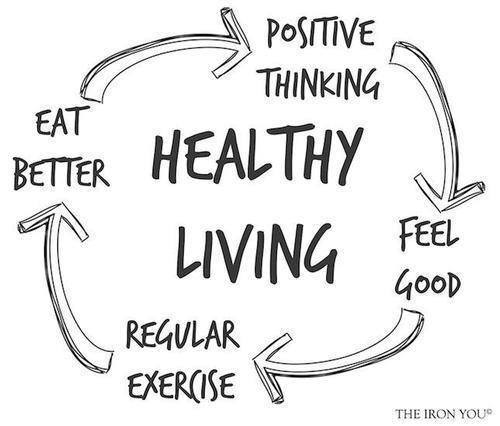 POSITIVE
THINKING
EAT
BETTER
HEALTHY
LIVING
FEEL
GOOD
REGULAR
EXERCISE
THE IRON YOU©